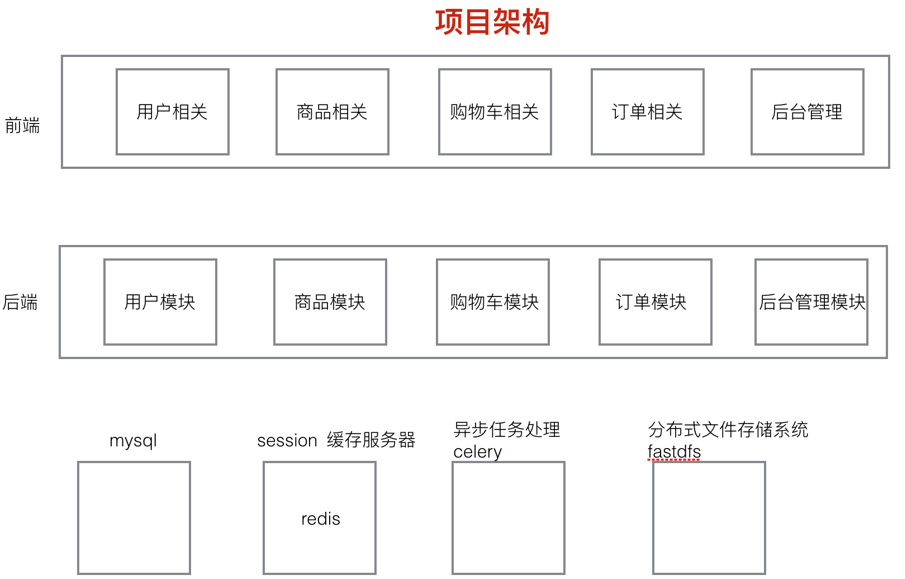 项目架构
前端
用户相关
商品相关
购物车相关
订单相关
后台管理
后端
用户模块
商品模块
购物车模块
订单模块
后台管理模块
mysql
session 缓存服务器
redis
异步任务处理
celery
分布式文件存储系统
fastdfs